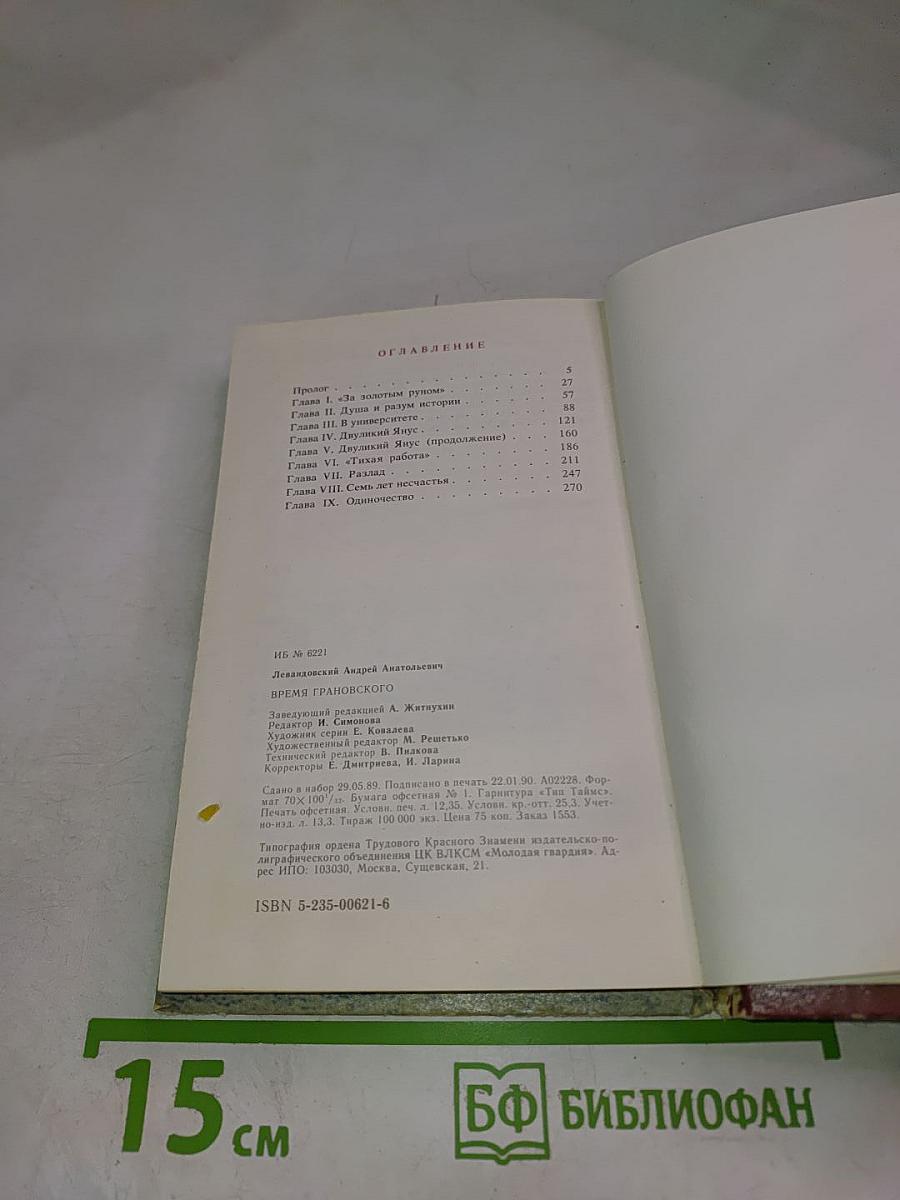 ОГЛАВЛЕНИЕ
Пролог . . . . . . . . . . . . . . . 5
Глава I. «За золотым руном» . . . . . . . 27
Глава II. Душа и разум истории . . . . . . 57
Глава III. В университете . . . . . . . . . 88
Глава IV. Двуликий Янус . . . . . . . . . 121
Глава V. Двуликий Янус (продолжение) . . . 160
Глава VI. «Тихая работа» . . . . . . . . 186
Глава VII. Разлад . . . . . . . . . . . 211
Глава VIII. Семь лет несчастья . . . . . . . 247
Глава IX. Одиночество . . . . . . . . . 270
ИБ № 6221
Левандовский Андрей Анатольевич
ВРЕМЯ ГРАНОВСКОГО
Заведующий редакцией А. Житнухин
Редактор И. Симонова
Художник серии Е. Ковалева
Художественный редактор М. Решетько
Технический редактор В. Пилкова
Корректоры Е. Дмитриева, И. Ларина
Сдано в набор 29.05.89. Подписано в печать 22.01.90. А02228. Фор-
мат 70×100 1/32. Бумага офсетная № 1. Гарнитура «Тип Таймс».
Печать офсетная. Условн. печ. л. 12,35. Условн. кр.-отт. 25,3. Учет-
но-изд. л. 13,3. Тираж 100 000 экз. Цена 75 коп. Заказ 1553.
Типография ордена Трудового Красного Знамени издательско-по-
лиграфического объединения ЦК ВЛКСМ «Молодая гвардия». Ад-
рес ИПО: 103030, Москва, Сущевская, 21.
ISBN 5-235-00621-6
15 см
БФ БИБЛИОФАН